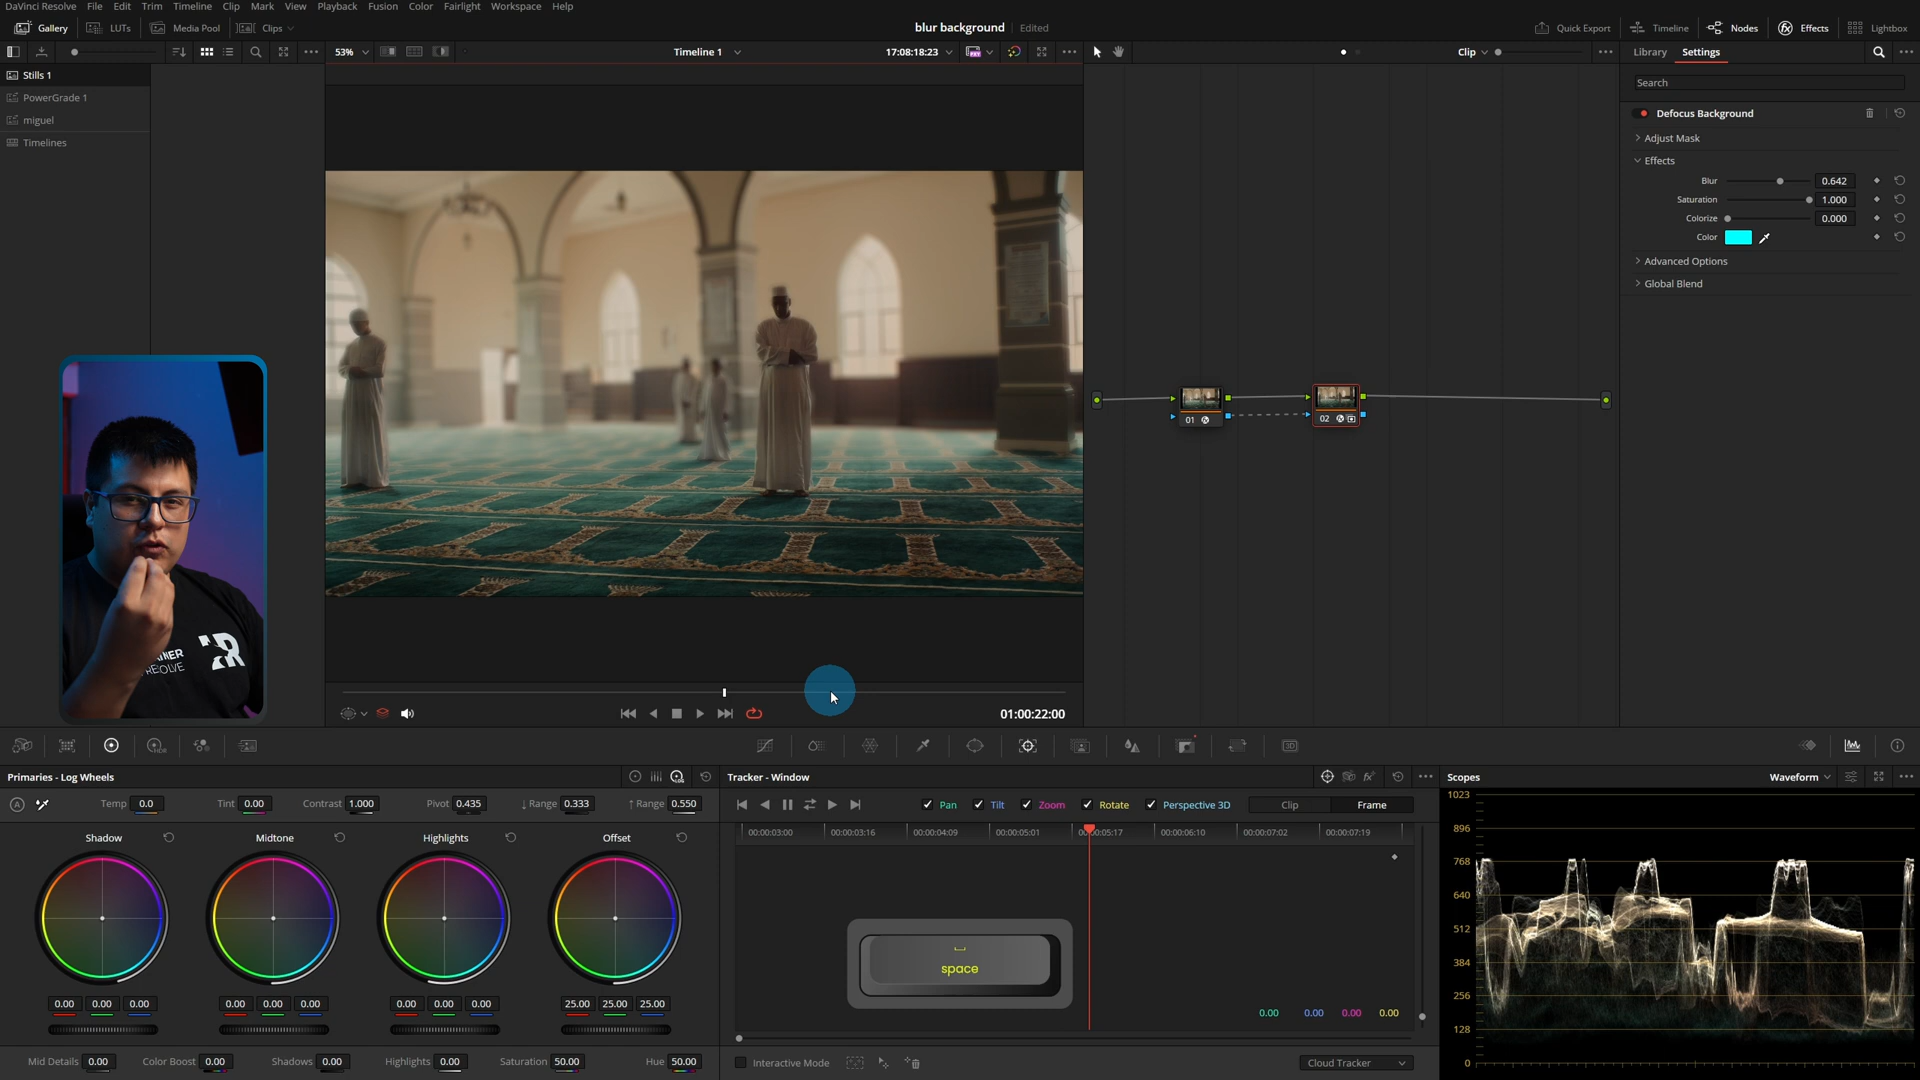 DaVinci Resolve File Edit Trim Timeline Clip Mark View Playback Fusion Color Fairlight Workspace Help
Gallery LUTs Media Pool Clips blur background Edited Quick Export Timeline Nodes Effects Lightbox
53% Timeline 1 17:08:18:23 Clip Library Settings
Stills 1
PowerGrade 1
miguel
Timelines
Search
Defocus Background
Adjust Mask
Effects
Blur 0.642
Saturation 1.000
Colorize 0.000
Color
Advanced Options
Global Blend
01
02
01:00:22:00
Primaries - Log Wheels
Temp 0.0 Tint 0.00 Contrast 1.000 Pivot 0.435 ↓ Range 0.333 ↑ Range 0.550
Shadow Midtone Highlights Offset
0.00 0.00 0.00 0.00 0.00 0.00 0.00 0.00 0.00 25.00 25.00 25.00
Mid Details 0.00 Color Boost 0.00 Shadows 0.00 Highlights 0.00 Saturation 50.00 Hue 50.00
Tracker - Window
Pan Tilt Zoom Rotate Perspective 3D Clip Frame
00:00:03:00 00:00:03:16 00:00:04:09 00:00:05:01 00:00:05:17 00:00:06:10 00:00:07:02 00:00:07:19
space
0.00 0.00 0.00 0.00
Interactive Mode Cloud Tracker
Scopes Waveform
1023
896
768
640
512
384
256
128
0